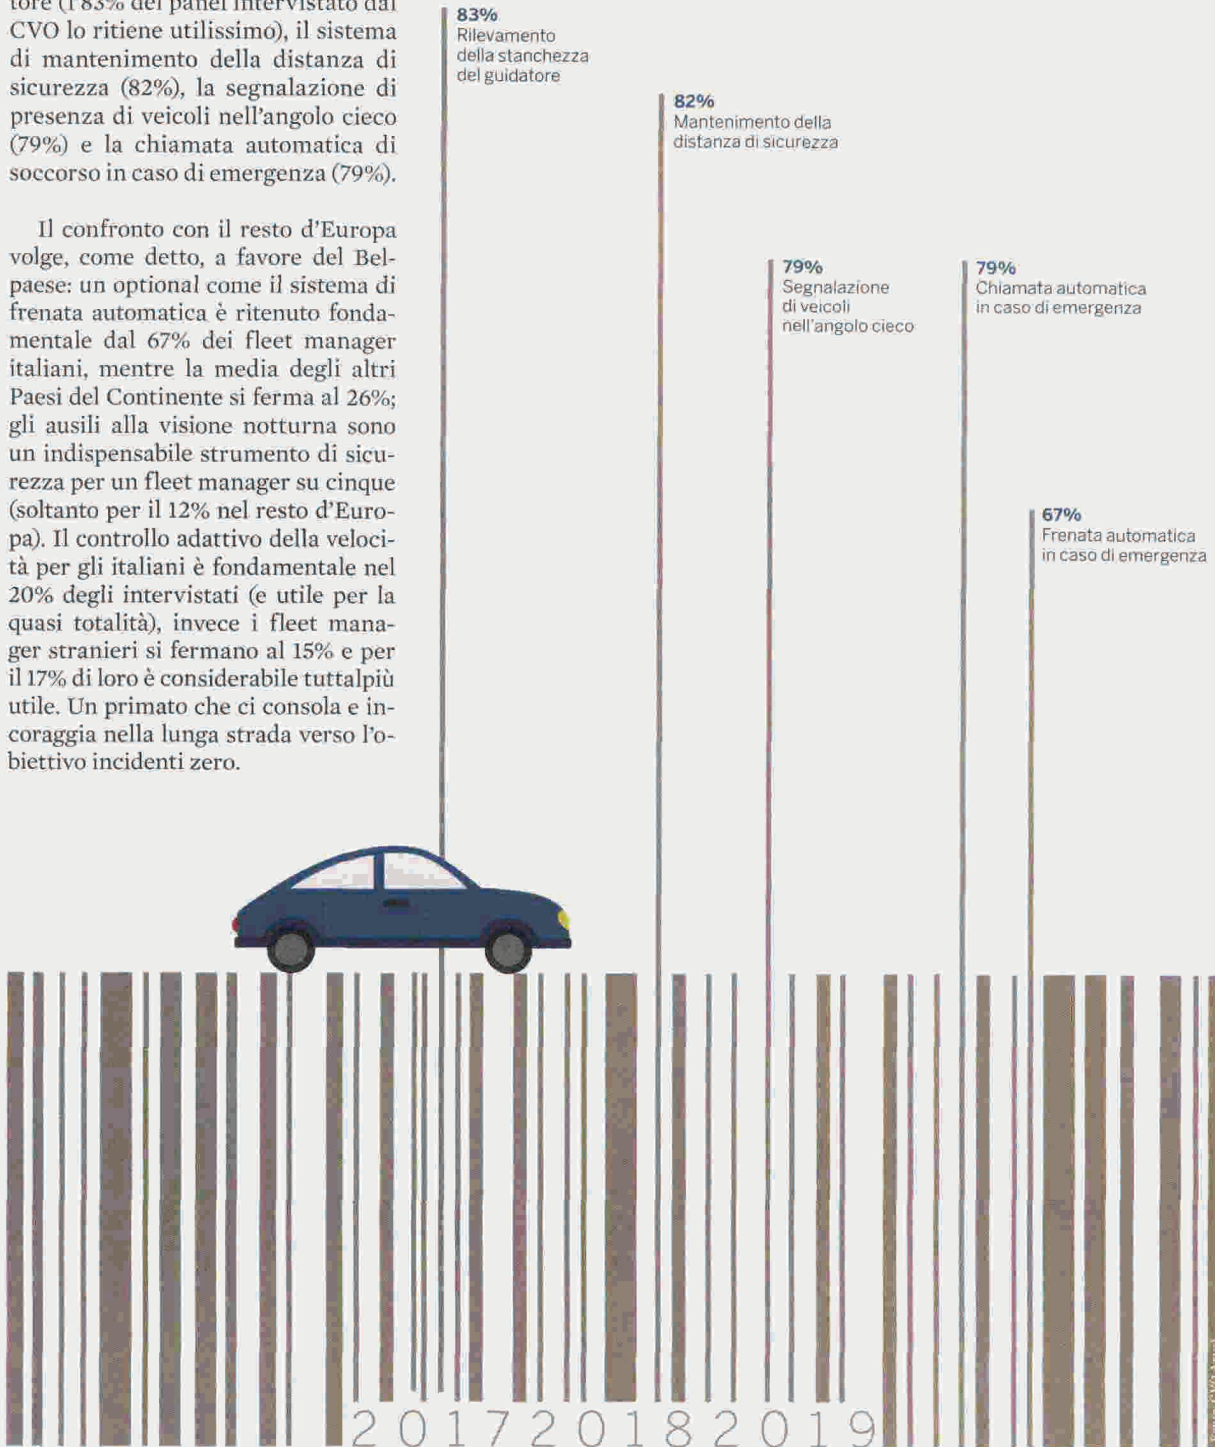 tore (l'83% del panel intervistato dal
CVO lo ritiene utilissimo), il sistema
di mantenimento della distanza di
sicurezza (82%), la segnalazione di
presenza di veicoli nell'angolo cieco
(79%) e la chiamata automatica di
soccorso in caso di emergenza (79%).
Il confronto con il resto d'Europa
volge, come detto, a favore del Bel-
paese: un optional come il sistema di
frenata automatica è ritenuto fonda-
mentale dal 67% dei fleet manager
italiani, mentre la media degli altri
Paesi del Continente si ferma al 26%;
gli ausili alla visione notturna sono
un indispensabile strumento di sicu-
rezza per un fleet manager su cinque
(soltanto per il 12% nel resto d'Euro-
pa). Il controllo adattivo della veloci-
tà per gli italiani è fondamentale nel
20% degli intervistati (e utile per la
quasi totalità), invece i fleet mana-
ger stranieri si fermano al 15% e per
il 17% di loro è considerabile tuttalpiù
utile. Un primato che ci consola e in-
coraggia nella lunga strada verso l'o-
biettivo incidenti zero.
83%
Rilevamento
della stanchezza
del guidatore
82%
Mantenimento della
distanza di sicurezza
79%
Segnalazione
di veicoli
nell'angolo cieco
79%
Chiamata automatica
in caso di emergenza
67%
Frenata automatica
in caso di emergenza
201720182019